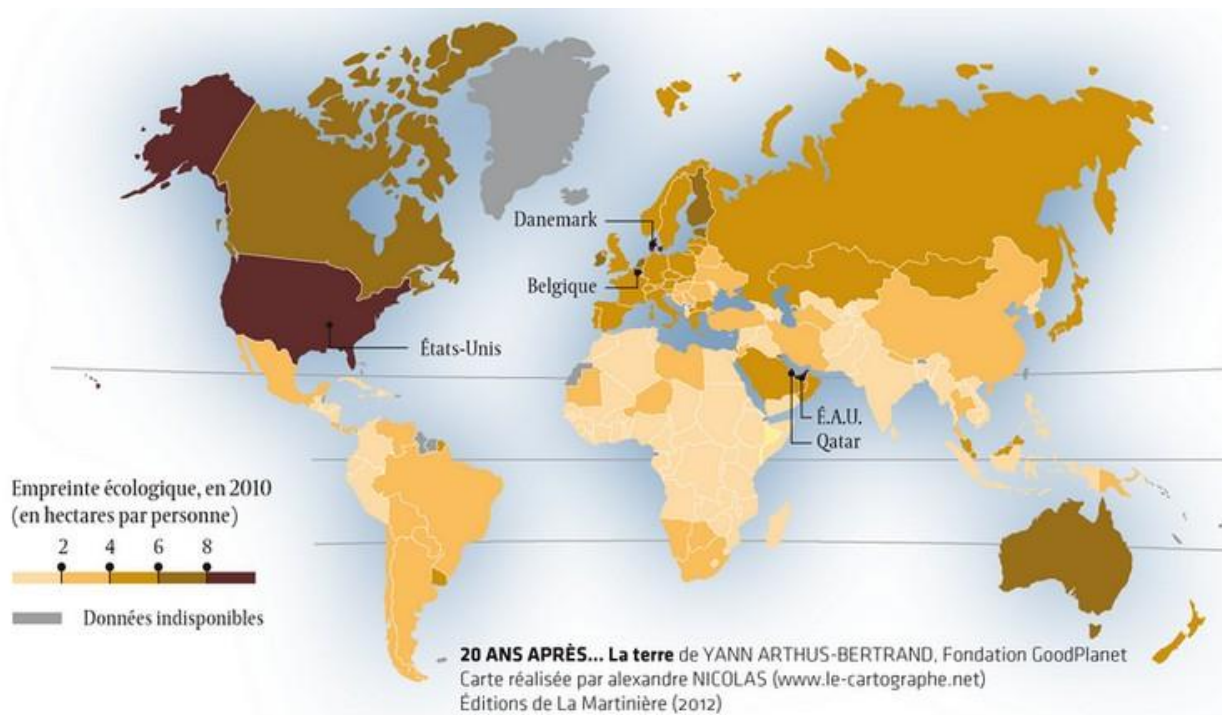 Danemark
Belgique
États-Unis
É.A.U.
Qatar
Empreinte écologique, en 2010
(en hectares par personne)
2 4 6 8
Données indisponibles
20 ANS APRÈS... La terre de YANN ARTHUS-BERTRAND, Fondation GoodPlanet
Carte réalisée par alexandre NICOLAS (www.le-cartographe.net)
Éditions de La Martinière (2012)